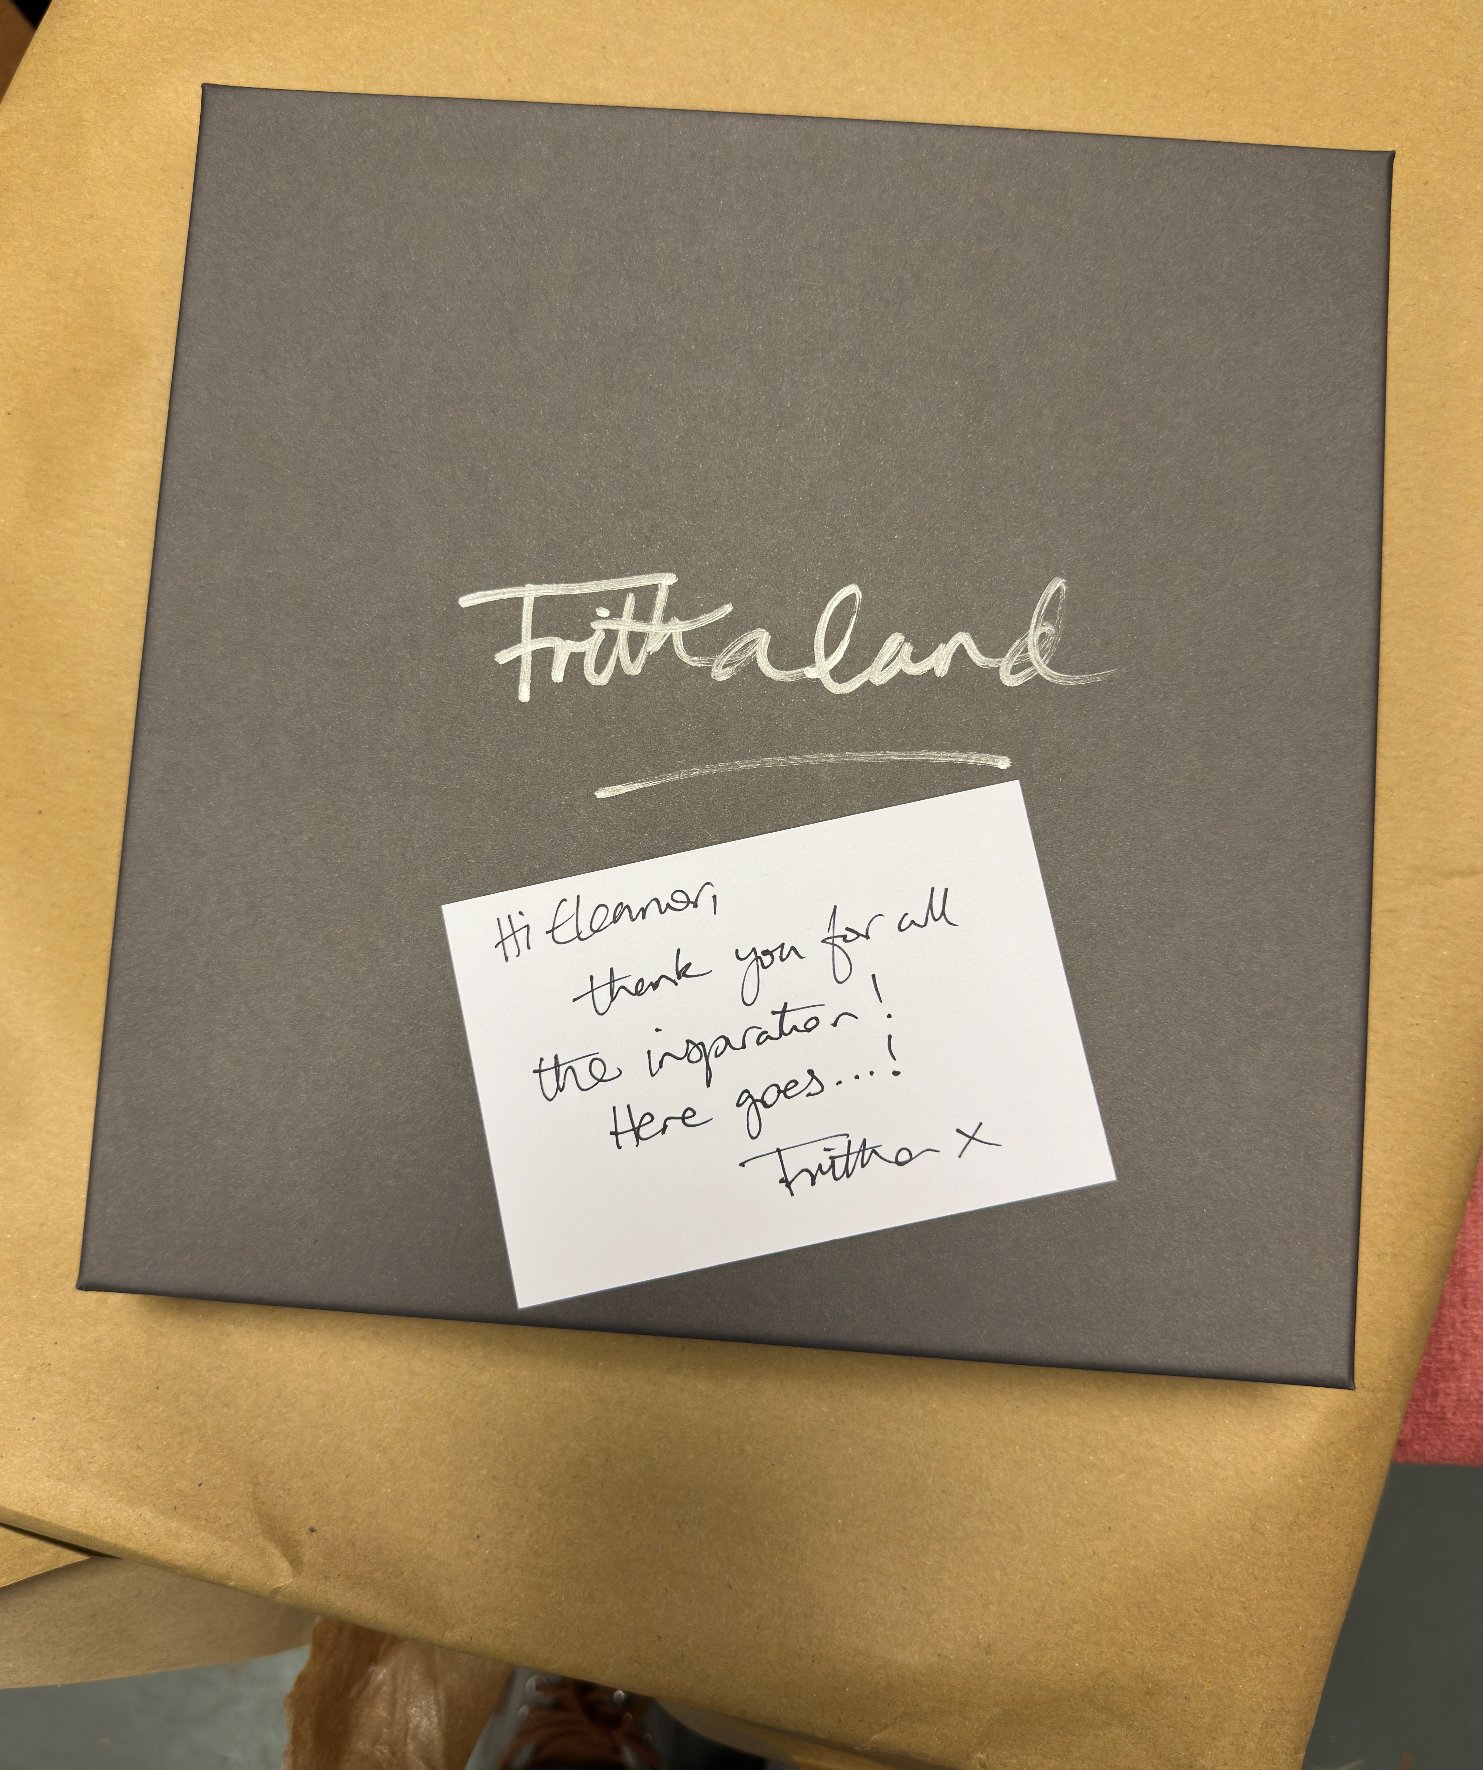 Frithaland
Hi Eleanor,
thank you for all
the inspiration!
Here goes...!
Fritha x